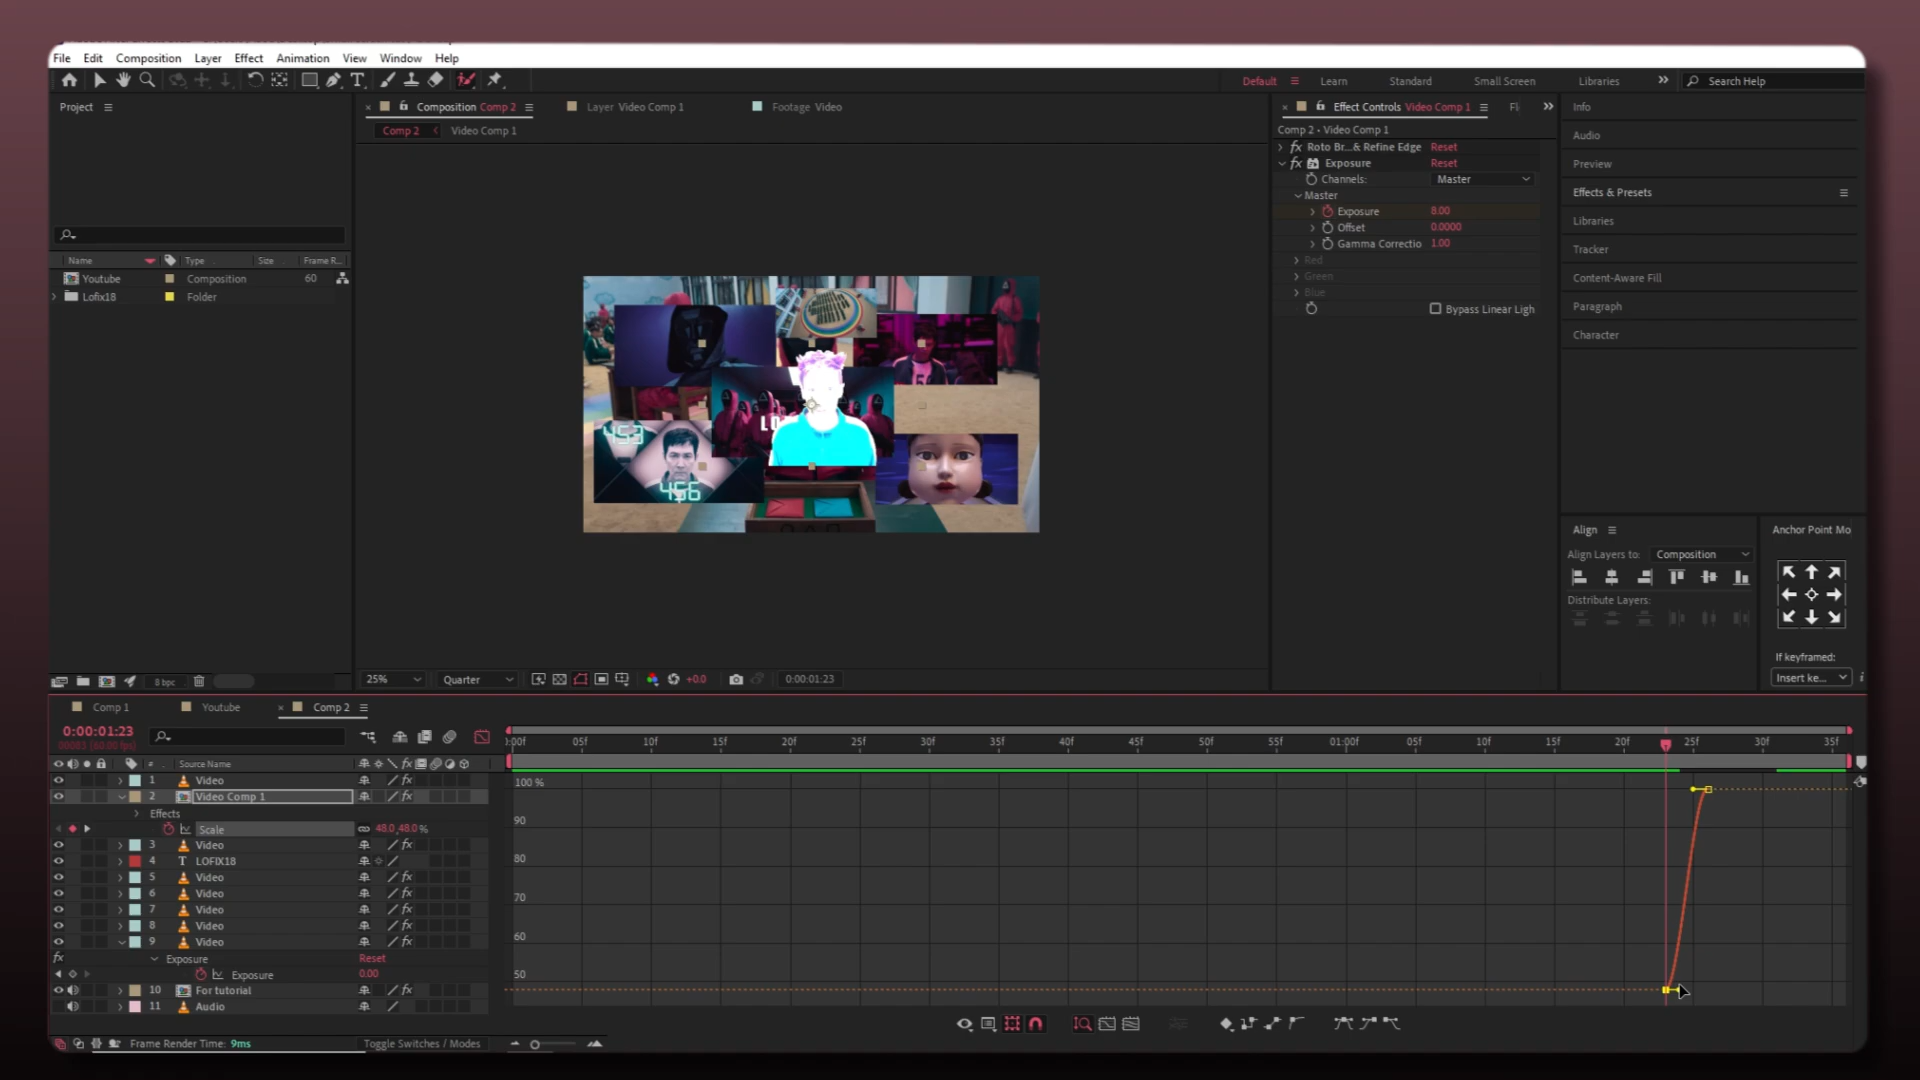 File Edit Composition Layer Effect Animation View Window Help
Default Learn Standard Small Screen Libraries Search Help
Project
Composition Comp 2 Layer Video Comp 1 Footage Video
Effect Controls Video Comp 1
Info
Comp 2 Video Comp 1
Comp 2 • Video Comp 1
Audio
Roto Br...& Refine Edge Reset
Exposure Reset
Preview
Channels: Master
Master
Effects & Presets
Exposure 8.00
Offset 0.0000
Gamma Correctio 1.00
Red
Green
Blue
Bypass Linear Ligh
Libraries
Tracker
Content-Aware Fill
Paragraph
Character
Name Type Size Frame R...
Youtube Composition 60
Lofix18 Folder
453
LO
456
Align
Anchor Point Mo
Align Layers to: Composition
Distribute Layers:
If keyframed:
Insert ke...
8 bpc
25% Quarter +0.0 0:00:01:23
Comp 1 Youtube Comp 2
0:00:01:23
00083 (60.00 fps)
:00f 05f 10f 15f 20f 25f 30f 35f 40f 45f 50f 55f 01:00f 05f 10f 15f 20f 25f 30f 35f
# Source Name
1 Video
2 Video Comp 1
Effects
Scale 48.0,48.0 %
3 Video
4 T LOFIX18
5 Video
6 Video
7 Video
8 Video
9 Video
Exposure Reset
Exposure 0.00
10 For tutorial
11 Audio
100 %
90
80
70
60
50
Frame Render Time: 9ms Toggle Switches / Modes